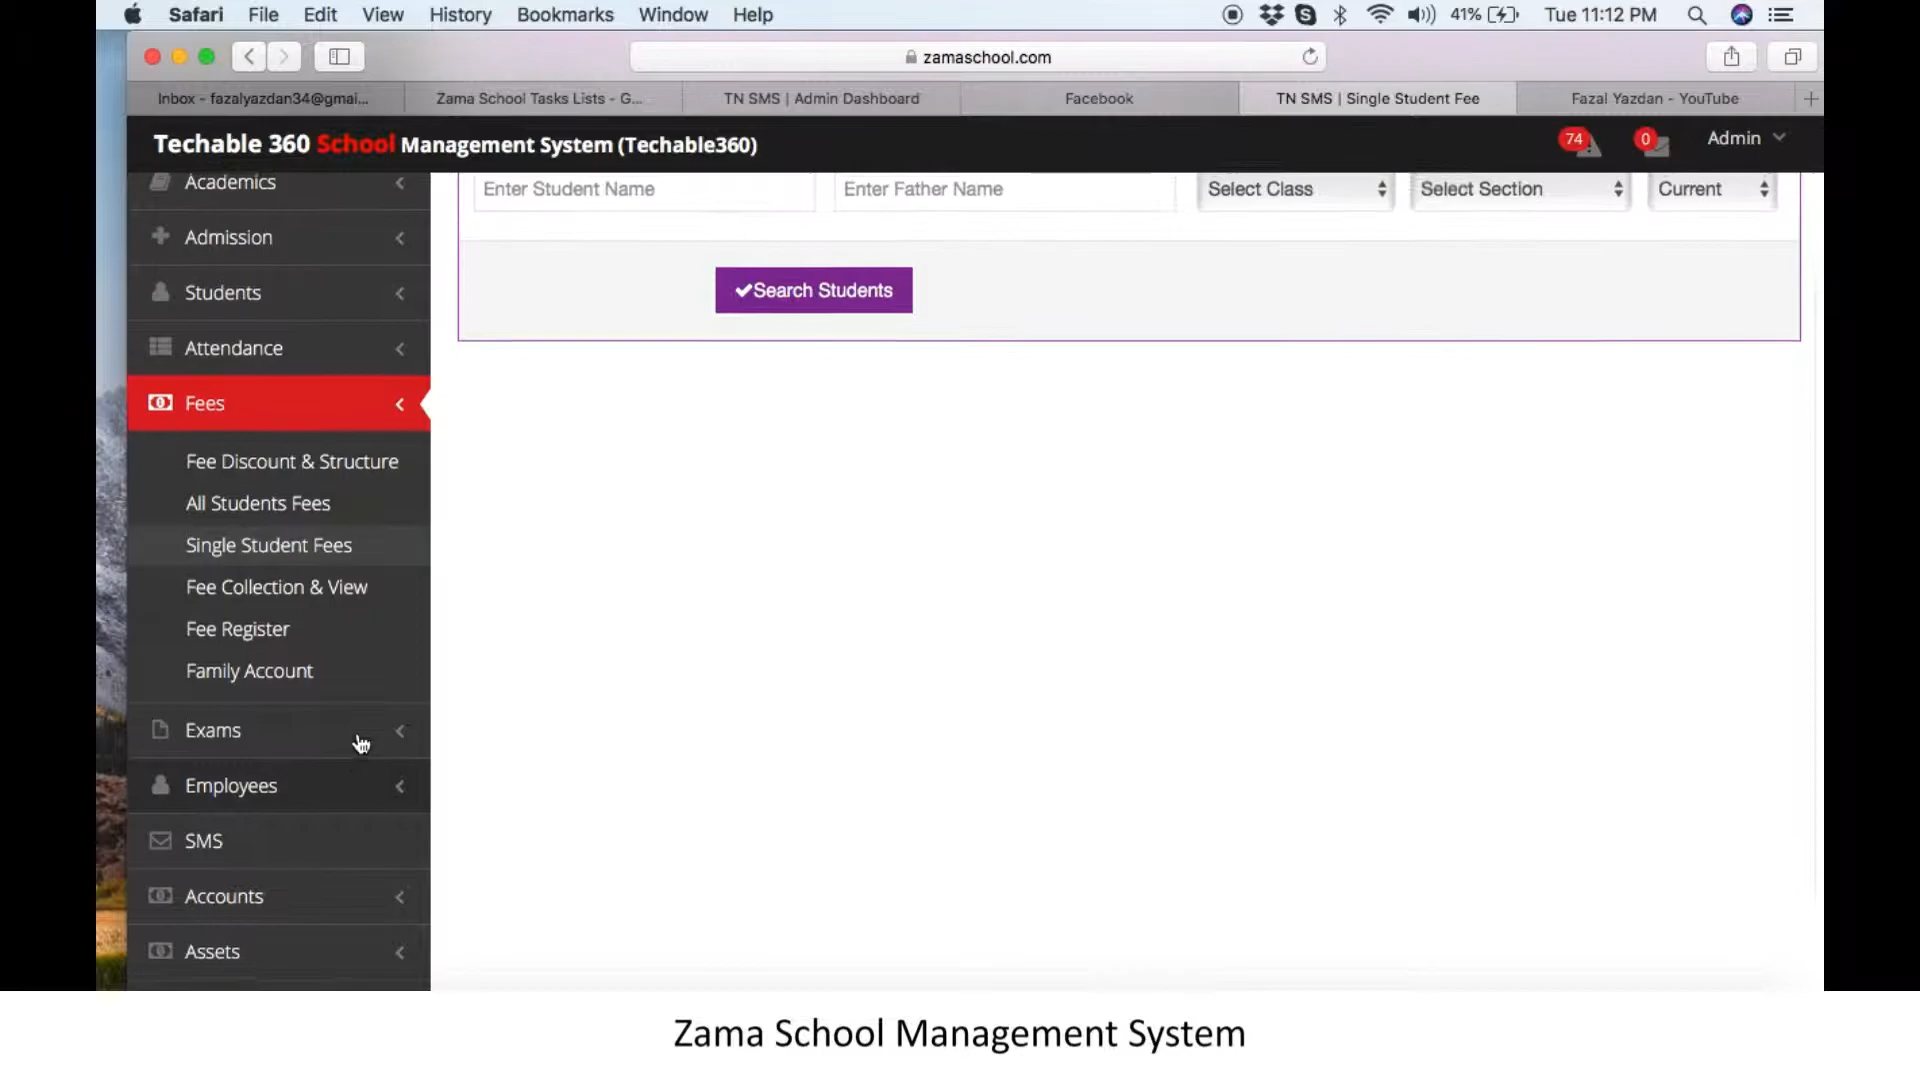 Safari File Edit View History Bookmarks Window Help 41% Tue 11:12 PM
zamaschool.com
Inbox - fazalyazdan34@gmai... Zama School Tasks Lists - G... TN SMS | Admin Dashboard Facebook TN SMS | Single Student Fee Fazal Yazdan - YouTube
Techable 360 School Management System (Techable360) 74 0 Admin
Academics
Enter Student Name Enter Father Name Select Class Select Section Current
Admission
Search Students
Students
Attendance
Fees
Fee Discount & Structure
All Students Fees
Single Student Fees
Fee Collection & View
Fee Register
Family Account
Exams
Employees
SMS
Accounts
Assets
Zama School Management System